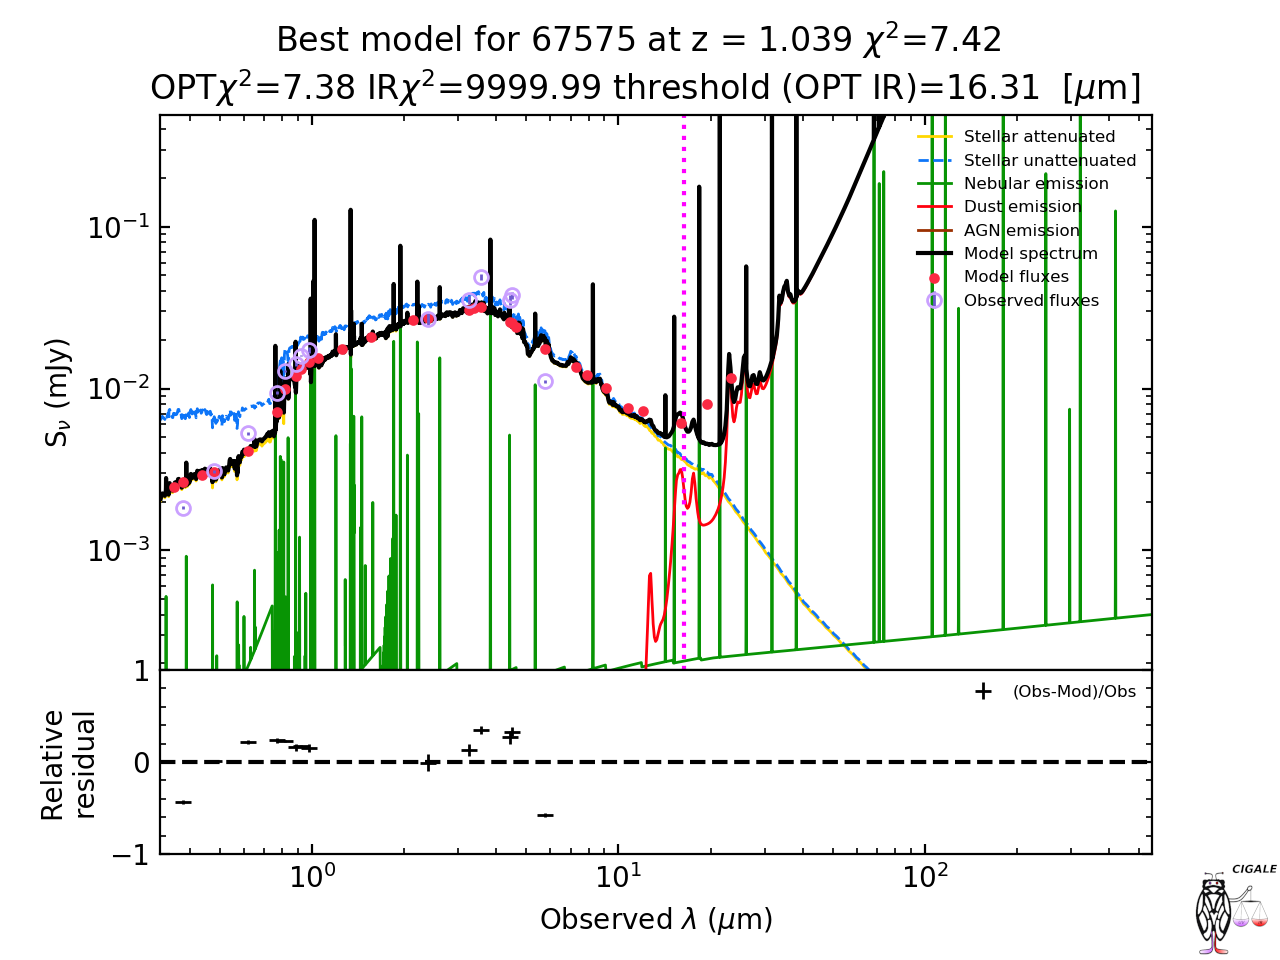 Best model for 67575 at z = 1.039 χ²=7.42
OPTχ²=7.38 IRχ²=9999.99 threshold (OPT IR)=16.31 [μm]
Stellar attenuated
Stellar unattenuated
Nebular emission
Dust emission
AGN emission
Model spectrum
Model fluxes
Observed fluxes
10⁻¹
10⁻²
10⁻³
S_ν (mJy)
1
0
−1
Relative
residual
(Obs-Mod)/Obs
10⁰
10¹
10²
Observed λ (μm)
CIGALE